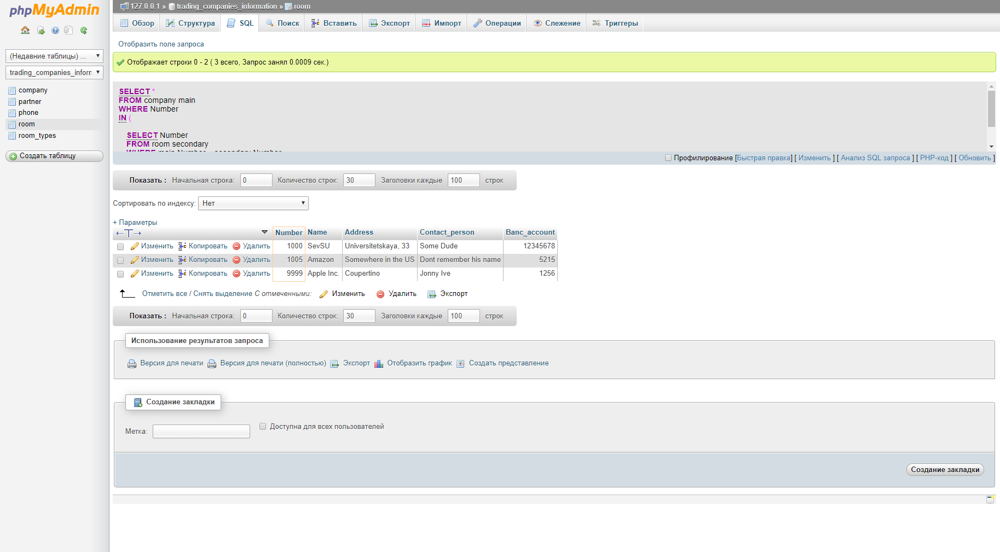 phpMyAdmin
127.0.0.1 » trading_companies_information » room
Обзор Структура SQL Поиск Вставить Экспорт Импорт Операции Слежение Триггеры
(Недавние таблицы) ...
trading_companies_inforn
company
partner
phone
room
room_types
Создать таблицу
Отобразить поле запроса
Отображает строки 0 - 2 ( 3 всего, Запрос занял 0.0009 сек.)
SELECT *
FROM company main
WHERE Number
IN (
SELECT Number
FROM room secondary
Профилирование [Быстрая правка] [ Изменить ] [ Анализ SQL запроса ] [ PHP-код ] [ Обновить ]
Показать : Начальная строка: 0 Количество строк: 30 Заголовки каждые 100 строк
Сортировать по индексу: Нет
+ Параметры
←T→ Number Name Address Contact_person Banc_account
Изменить Копировать Удалить 1000 SevSU Universitetskaya, 33 Some Dude 12345678
Изменить Копировать Удалить 1005 Amazon Somewhere in the US Dont remember his name 5215
Изменить Копировать Удалить 9999 Apple Inc. Coupertino Jonny Ive 1256
Отметить все / Снять выделение С отмеченными: Изменить Удалить Экспорт
Показать : Начальная строка: 0 Количество строк: 30 Заголовки каждые 100 строк
Использование результатов запроса
Версия для печати Версия для печати (полностью) Экспорт Отобразить график Создать представление
Создание закладки
Метка: Доступна для всех пользователей
Создание закладки